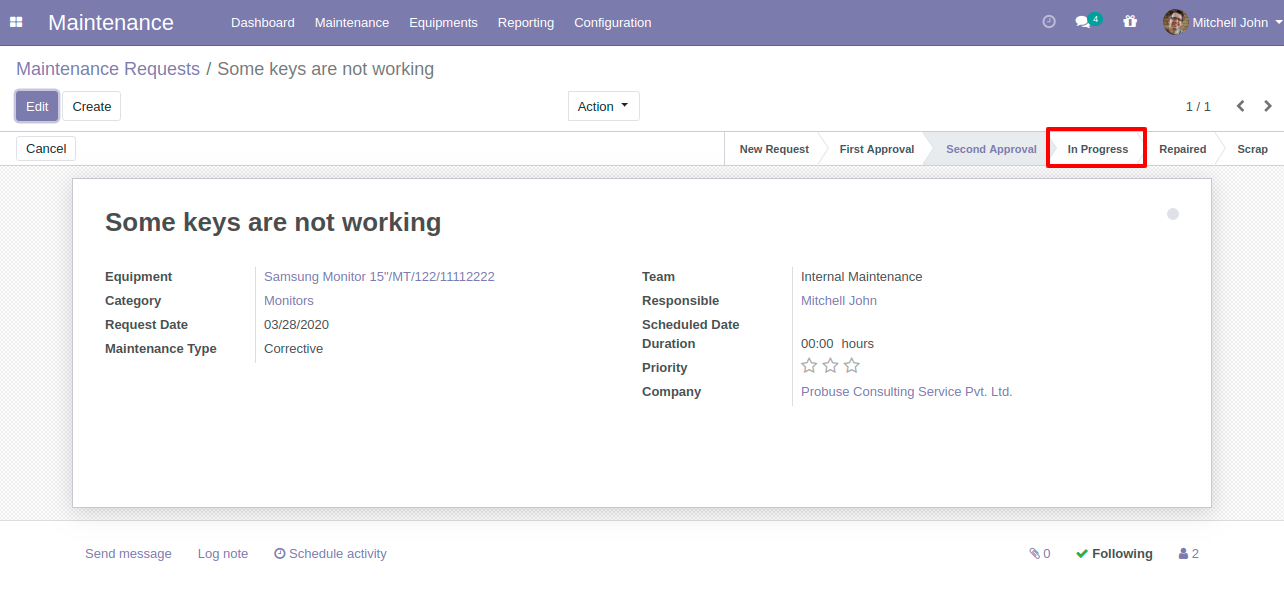 Maintenance Dashboard Maintenance Equipments Reporting Configuration 4 Mitchell John
Maintenance Requests / Some keys are not working
Edit Create Action 1 / 1
Cancel New Request First Approval Second Approval In Progress Repaired Scrap
Some keys are not working
Equipment Samsung Monitor 15"/MT/122/11112222
Category Monitors
Request Date 03/28/2020
Maintenance Type Corrective
Team Internal Maintenance
Responsible Mitchell John
Scheduled Date
Duration 00:00 hours
Priority
Company Probuse Consulting Service Pvt. Ltd.
Send message Log note Schedule activity 0 Following 2